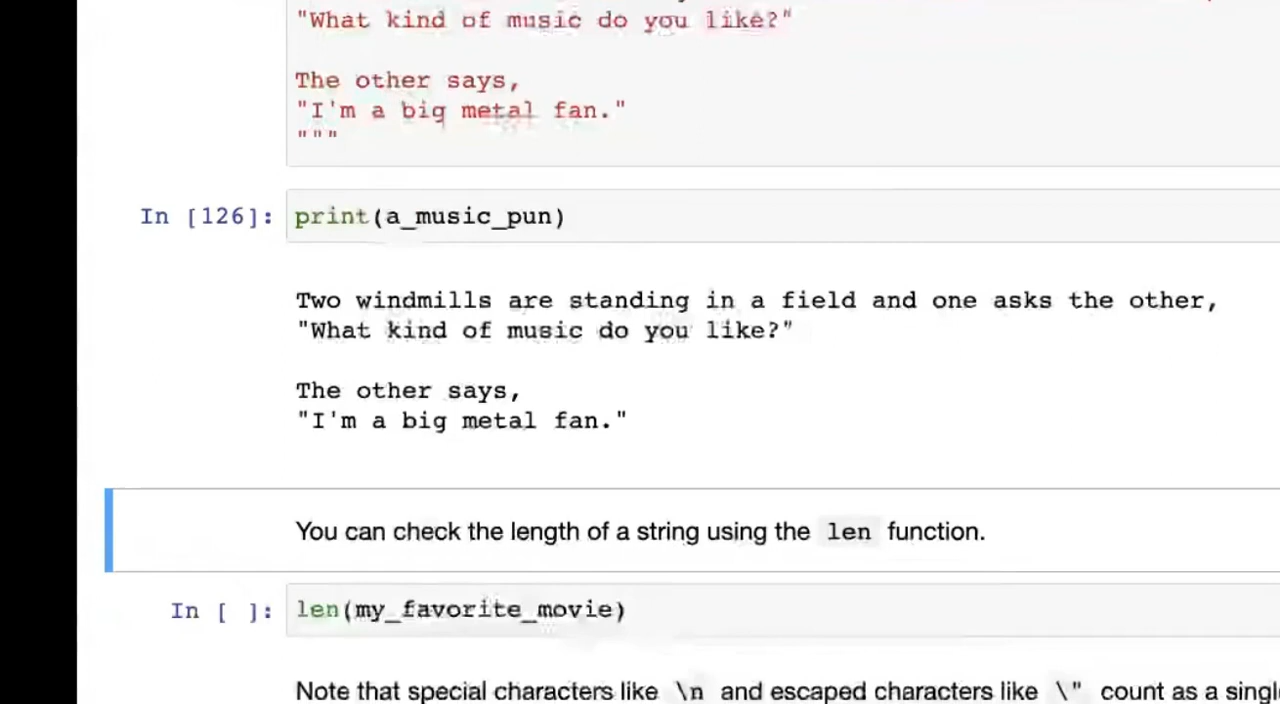 "What kind of music do you like?"
The other says,
"I'm a big metal fan."
"""
In [126]: print(a_music_pun)
Two windmills are standing in a field and one asks the other,
"What kind of music do you like?"
The other says,
"I'm a big metal fan."
You can check the length of a string using the len function.
In [ ]: len(my_favorite_movie)
Note that special characters like \n and escaped characters like \" count as a